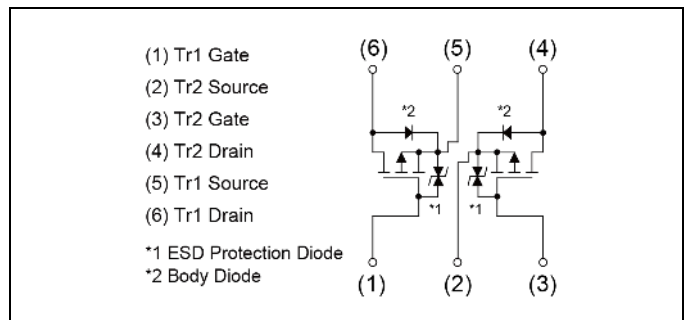 (1) Tr1 Gate
(2) Tr2 Source
(3) Tr2 Gate
(4) Tr2 Drain
(5) Tr1 Source
(6) Tr1 Drain
*1 ESD Protection Diode
*2 Body Diode
(6) (5) (4)
*2 *2
*1 *1
(1) (2) (3)